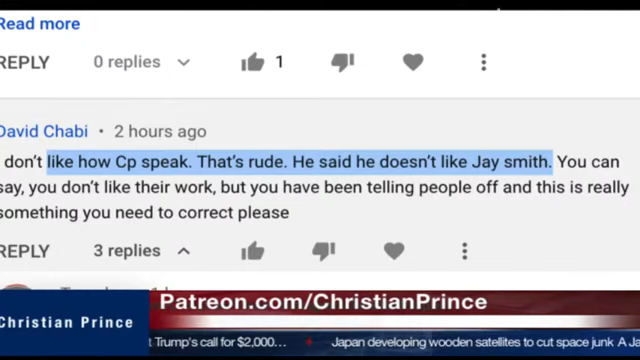 Read more
REPLY 0 replies 1
David Chabi • 2 hours ago
don't like how Cp speak. That's rude. He said he doesn't like Jay smith. You can
say, you don't like their work, but you have been telling people off and this is really
something you need to correct please
REPLY 3 replies
Patreon.com/ChristianPrince
Christian Prince
t Trump's call for $2,000... Japan developing wooden satellites to cut space junk A Ja